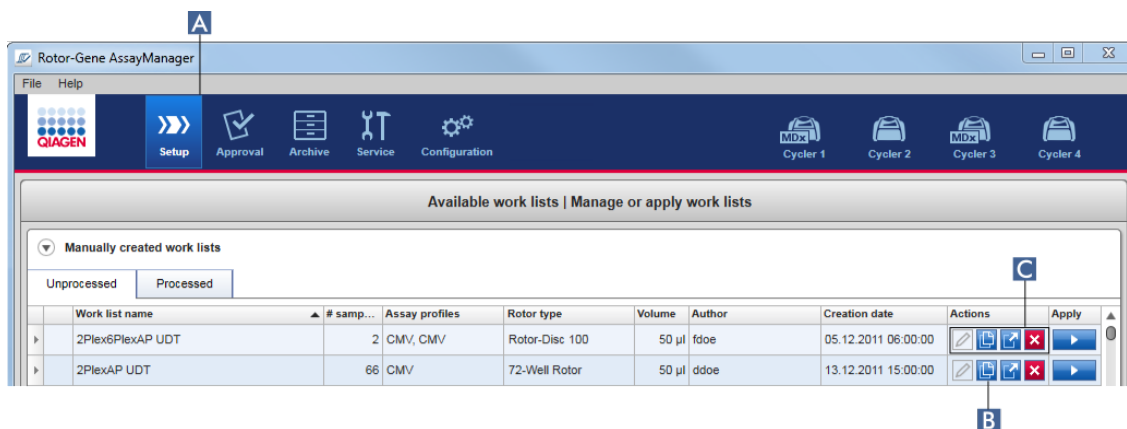 A
Rotor-Gene AssayManager
File Help
QIAGEN
Setup Approval Archive Service Configuration MDx Cycler 1 Cycler 2 MDx Cycler 3 Cycler 4
Available work lists | Manage or apply work lists
Manually created work lists
C
Unprocessed Processed
Work list name # samp... Assay profiles Rotor type Volume Author Creation date Actions Apply
2Plex6PlexAP UDT 2 CMV, CMV Rotor-Disc 100 50 µl fdoe 05.12.2011 06:00:00
2PlexAP UDT 66 CMV 72-Well Rotor 50 µl ddoe 13.12.2011 15:00:00
B